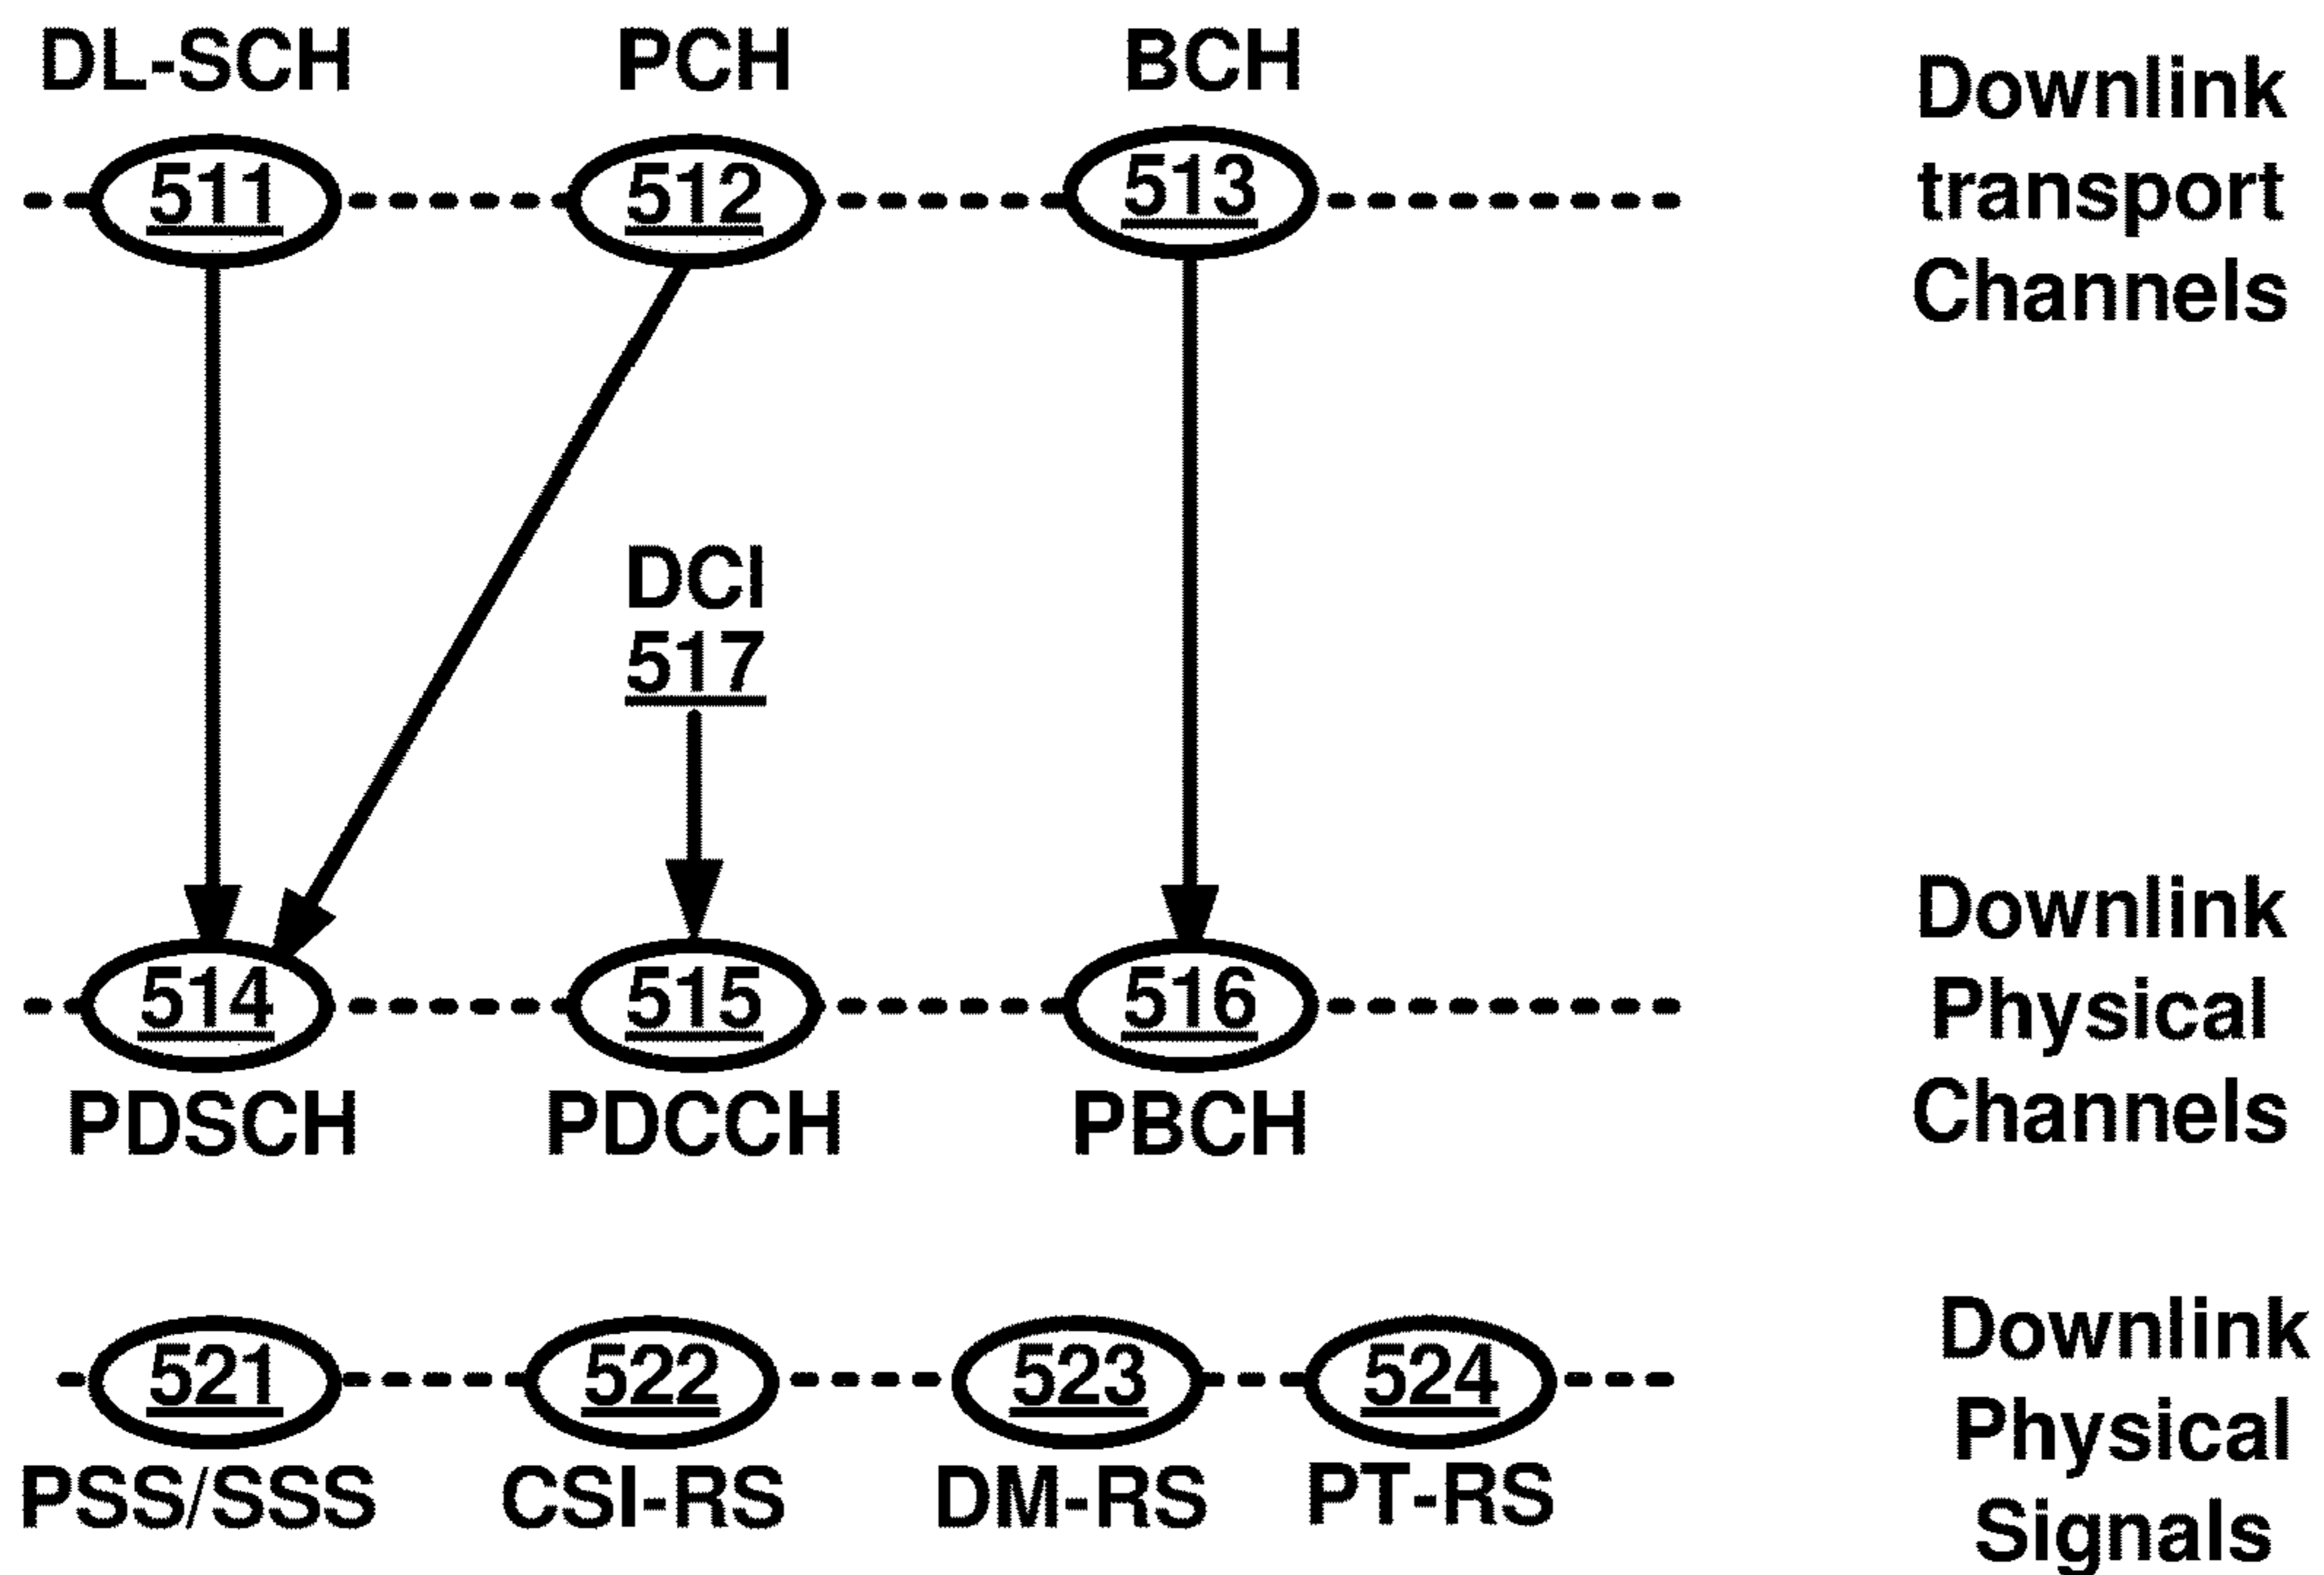 DL-SCH PCH BCH
511 512 513
Downlink
transport
Channels
DCI
517
514 515 516
PDSCH PDCCH PBCH
Downlink
Physical
Channels
521 522 523 524
PSS/SSS CSI-RS DM-RS PT-RS
Downlink
Physical
Signals